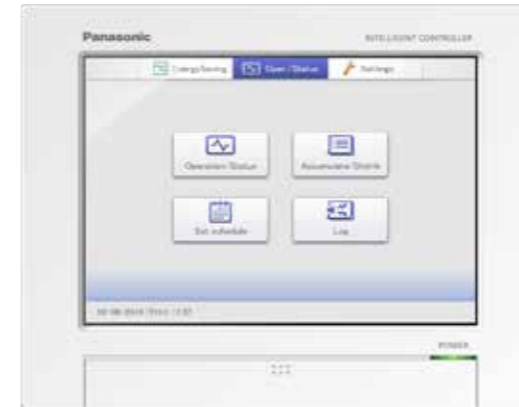 Panasonic INTELLIGENT CONTROLLER
Energy Saving Oper./Status Settings
Operation Status
Set schedule Log
POWER